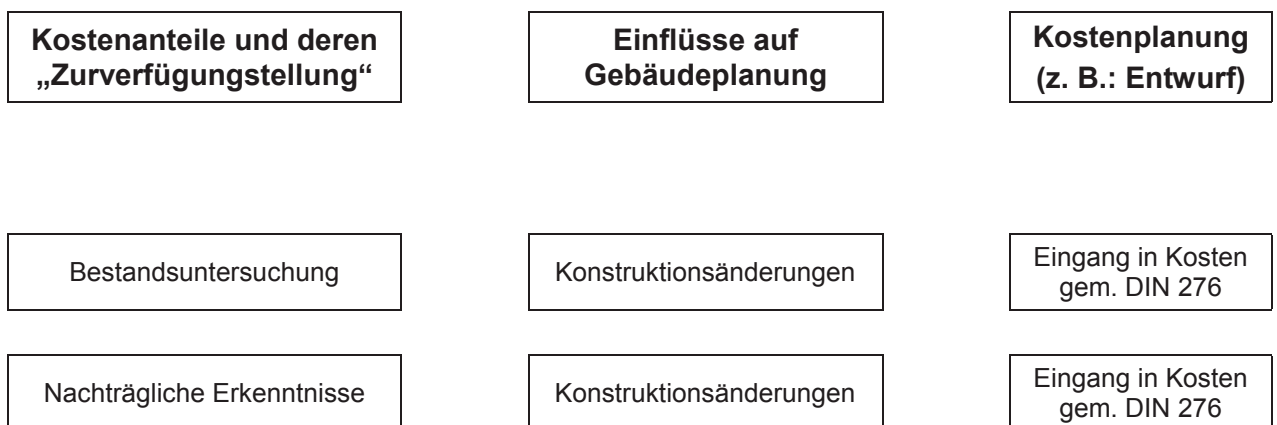 Kostenanteile und deren
„Zurverfügungstellung“
Einflüsse auf
Gebäudeplanung
Kostenplanung
(z. B.: Entwurf)
Bestandsuntersuchung
Konstruktionsänderungen
Eingang in Kosten
gem. DIN 276
Nachträgliche Erkenntnisse
Konstruktionsänderungen
Eingang in Kosten
gem. DIN 276